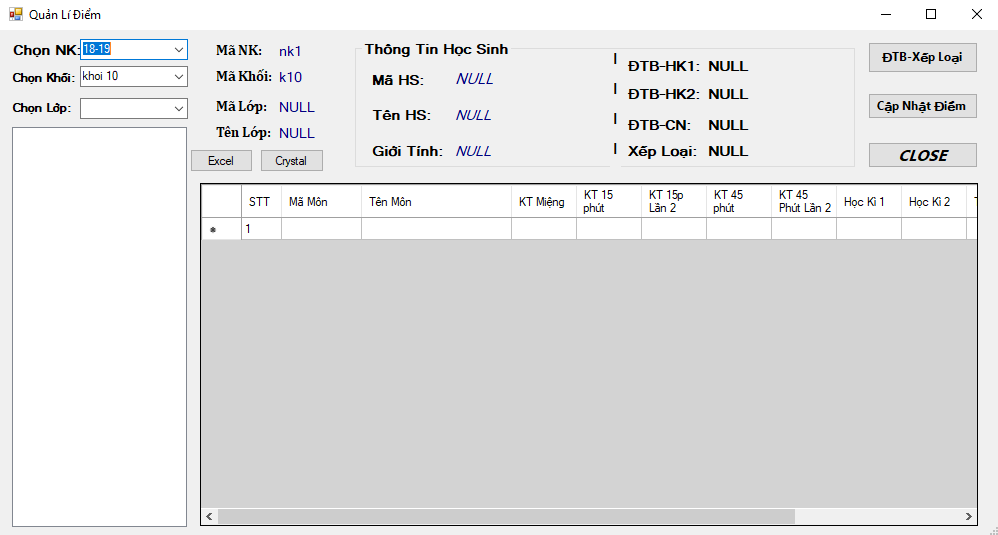 Quản Lí Điểm
Chọn NK:
18-19
Chọn Khối:
khoi 10
Chọn Lớp:
Mã NK:
nk1
Mã Khối:
k10
Mã Lớp:
NULL
Tên Lớp:
NULL
Excel
Crystal
Thông Tin Học Sinh
Mã HS:
NULL
Tên HS:
NULL
Giới Tính:
NULL
ĐTB-HK1:
NULL
ĐTB-HK2:
NULL
ĐTB-CN:
NULL
Xếp Loại:
NULL
ĐTB-Xếp Loại
Cập Nhật Điểm
CLOSE
STT
Mã Môn
Tên Môn
KT Miệng
KT 15
phút
KT 15p
Lần 2
KT 45
phút
KT 45
Phút Lần 2
Học Kì 1
Học Kì 2
1